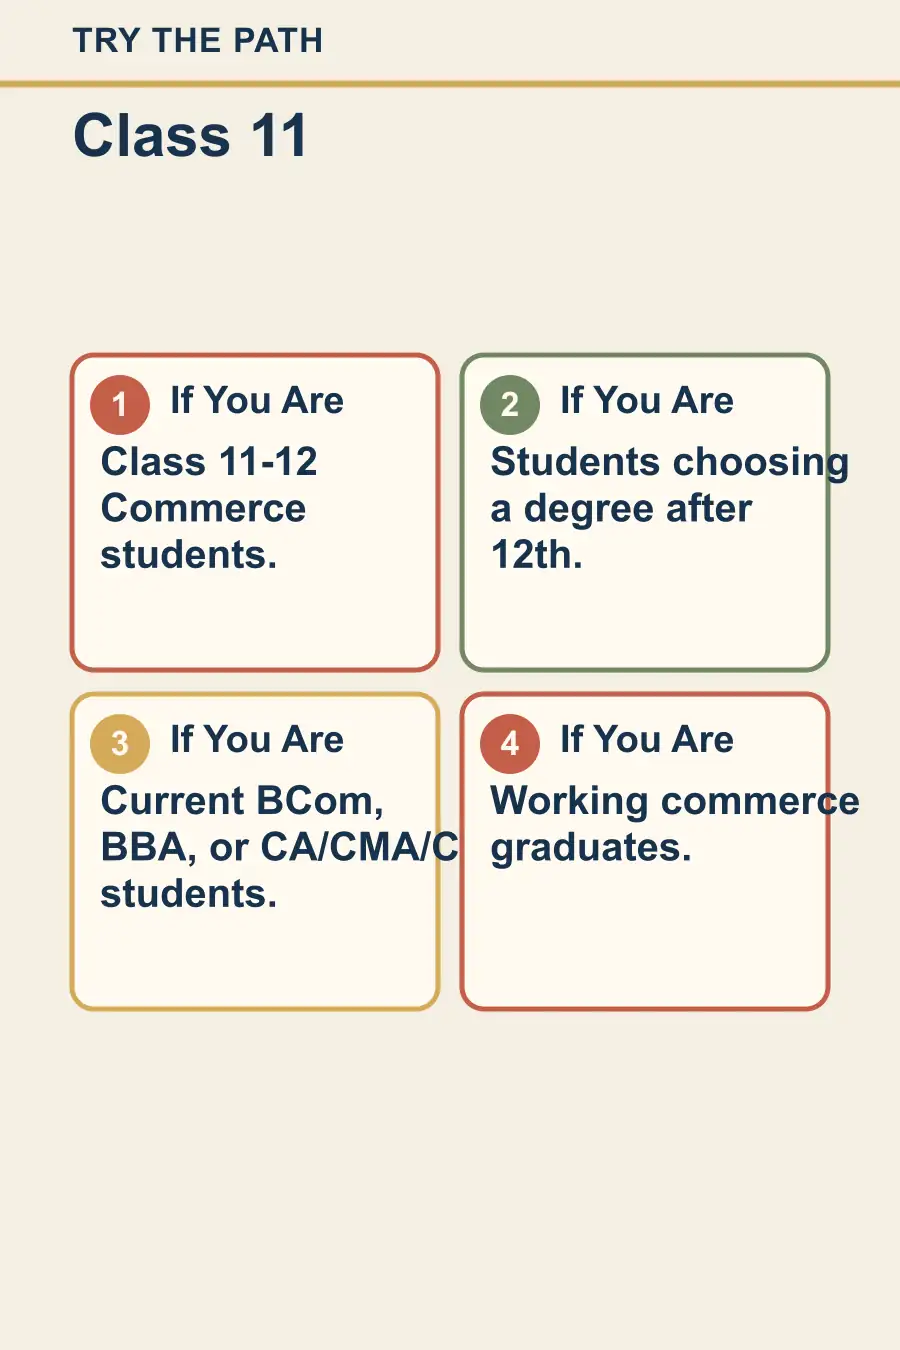 TRY THE PATH
Class 11
1 If You Are
Class 11-12
Commerce
students.
2 If You Are
Students choosing
a degree after
12th.
3 If You Are
Current BCom,
BBA, or CA/CMA/C
students.
4 If You Are
Working commerce
graduates.